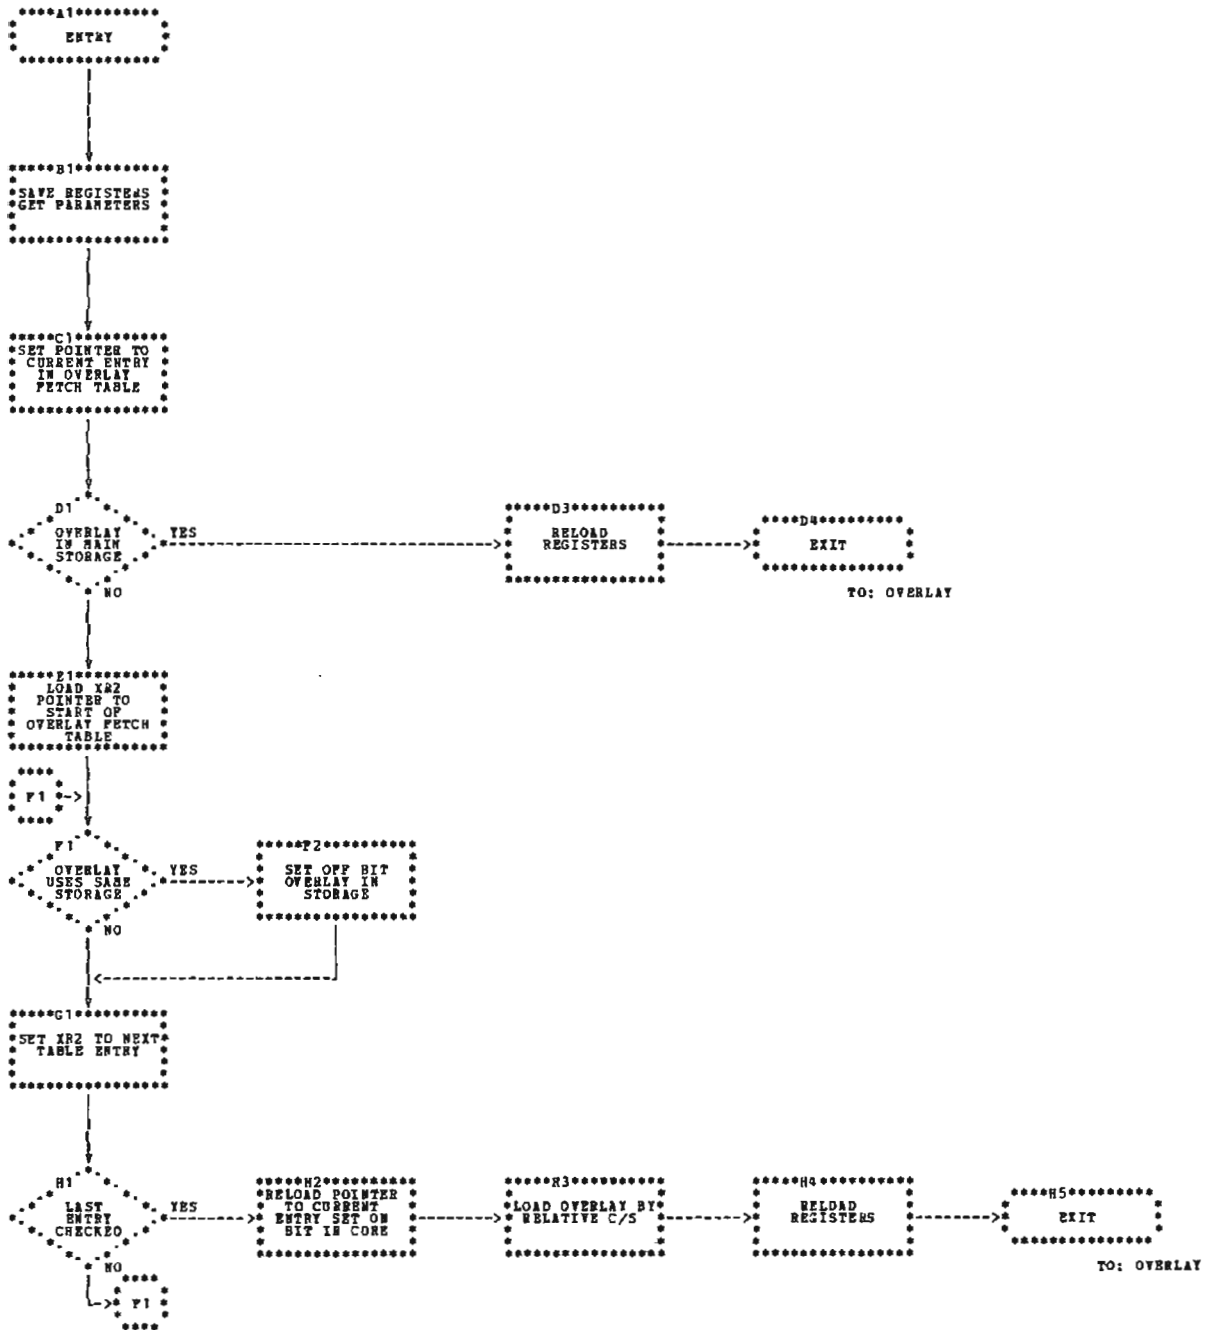 A1
ENTRY
B1
SAVE REGISTERS
GET PARAMETERS
C1
SET POINTER TO
CURRENT ENTRY
IN OVERLAY
FETCH TABLE
D1
OVERLAY
IN MAIN
STORAGE
YES
NO
D3
RELOAD
REGISTERS
D4
EXIT
TO: OVERLAY
E1
LOAD XR2
POINTER TO
START OF
OVERLAY FETCH
TABLE
F1
F1
OVERLAY
USES SAME
STORAGE
YES
NO
F2
SET OFF BIT
OVERLAY IN
STORAGE
G1
SET XR2 TO NEXT
TABLE ENTRY
H1
LAST
ENTRY
CHECKED
YES
NO
H2
RELOAD POINTER
TO CURRENT
ENTRY SET ON
BIT IN CORE
H3
LOAD OVERLAY BY
RELATIVE C/S
H4
RELOAD
REGISTERS
H5
EXIT
TO: OVERLAY
F1